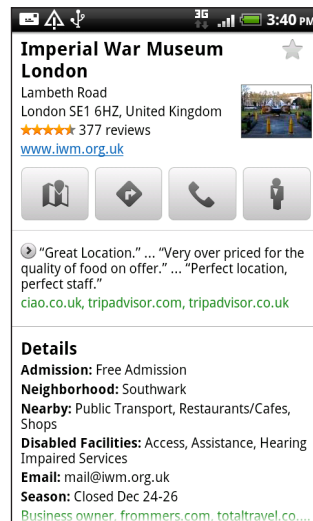 3G 3:40 PM
Imperial War Museum
London
Lambeth Road
London SE1 6HZ, United Kingdom
377 reviews
www.iwm.org.uk
“Great Location.” ... “Very over priced for the
quality of food on offer.” ... “Perfect location,
perfect staff.”
ciao.co.uk, tripadvisor.com, tripadvisor.co.uk
Details
Admission: Free Admission
Neighborhood: Southwark
Nearby: Public Transport, Restaurants/Cafes,
Shops
Disabled Facilities: Access, Assistance, Hearing
Impaired Services
Email: mail@iwm.org.uk
Season: Closed Dec 24-26
Business owner, frommers.com, totaltravel.co....